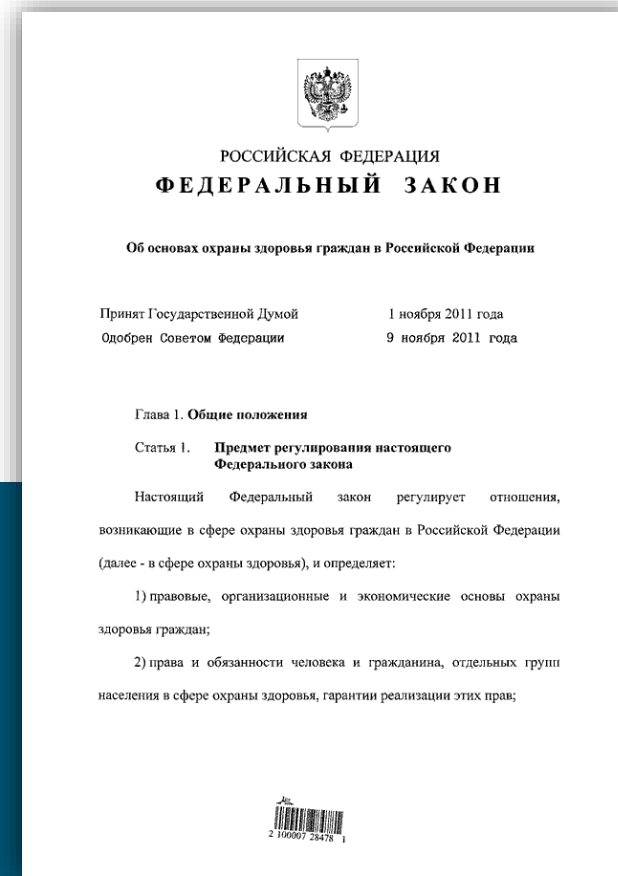 РОССИЙСКАЯ ФЕДЕРАЦИЯ
ФЕДЕРАЛЬНЫЙ ЗАКОН
Об основах охраны здоровья граждан в Российской Федерации
Принят Государственной Думой 1 ноября 2011 года
Одобрен Советом Федерации 9 ноября 2011 года
Глава 1. Общие положения
Статья 1. Предмет регулирования настоящего
Федерального закона
Настоящий Федеральный закон регулирует отношения,
возникающие в сфере охраны здоровья граждан в Российской Федерации
(далее - в сфере охраны здоровья), и определяет:
1) правовые, организационные и экономические основы охраны
здоровья граждан;
2) права и обязанности человека и гражданина, отдельных групп
населения в сфере охраны здоровья, гарантии реализации этих прав;
2 100007 28478 1